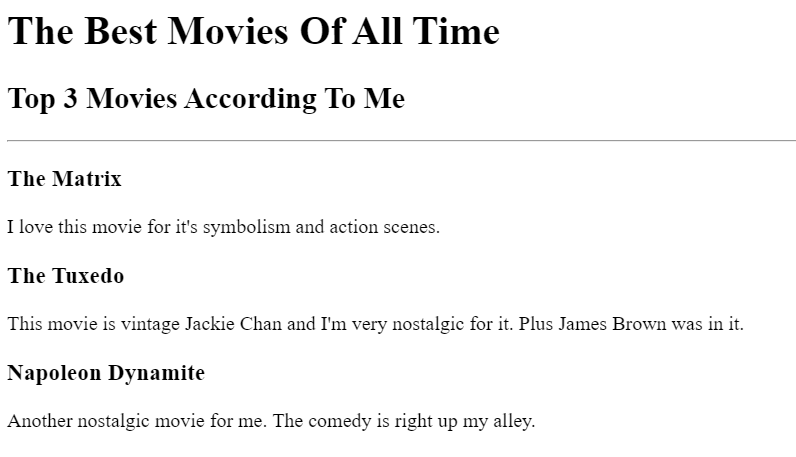 The Best Movies Of All Time
Top 3 Movies According To Me
The Matrix
I love this movie for it's symbolism and action scenes.
The Tuxedo
This movie is vintage Jackie Chan and I'm very nostalgic for it. Plus James Brown was in it.
Napoleon Dynamite
Another nostalgic movie for me. The comedy is right up my alley.